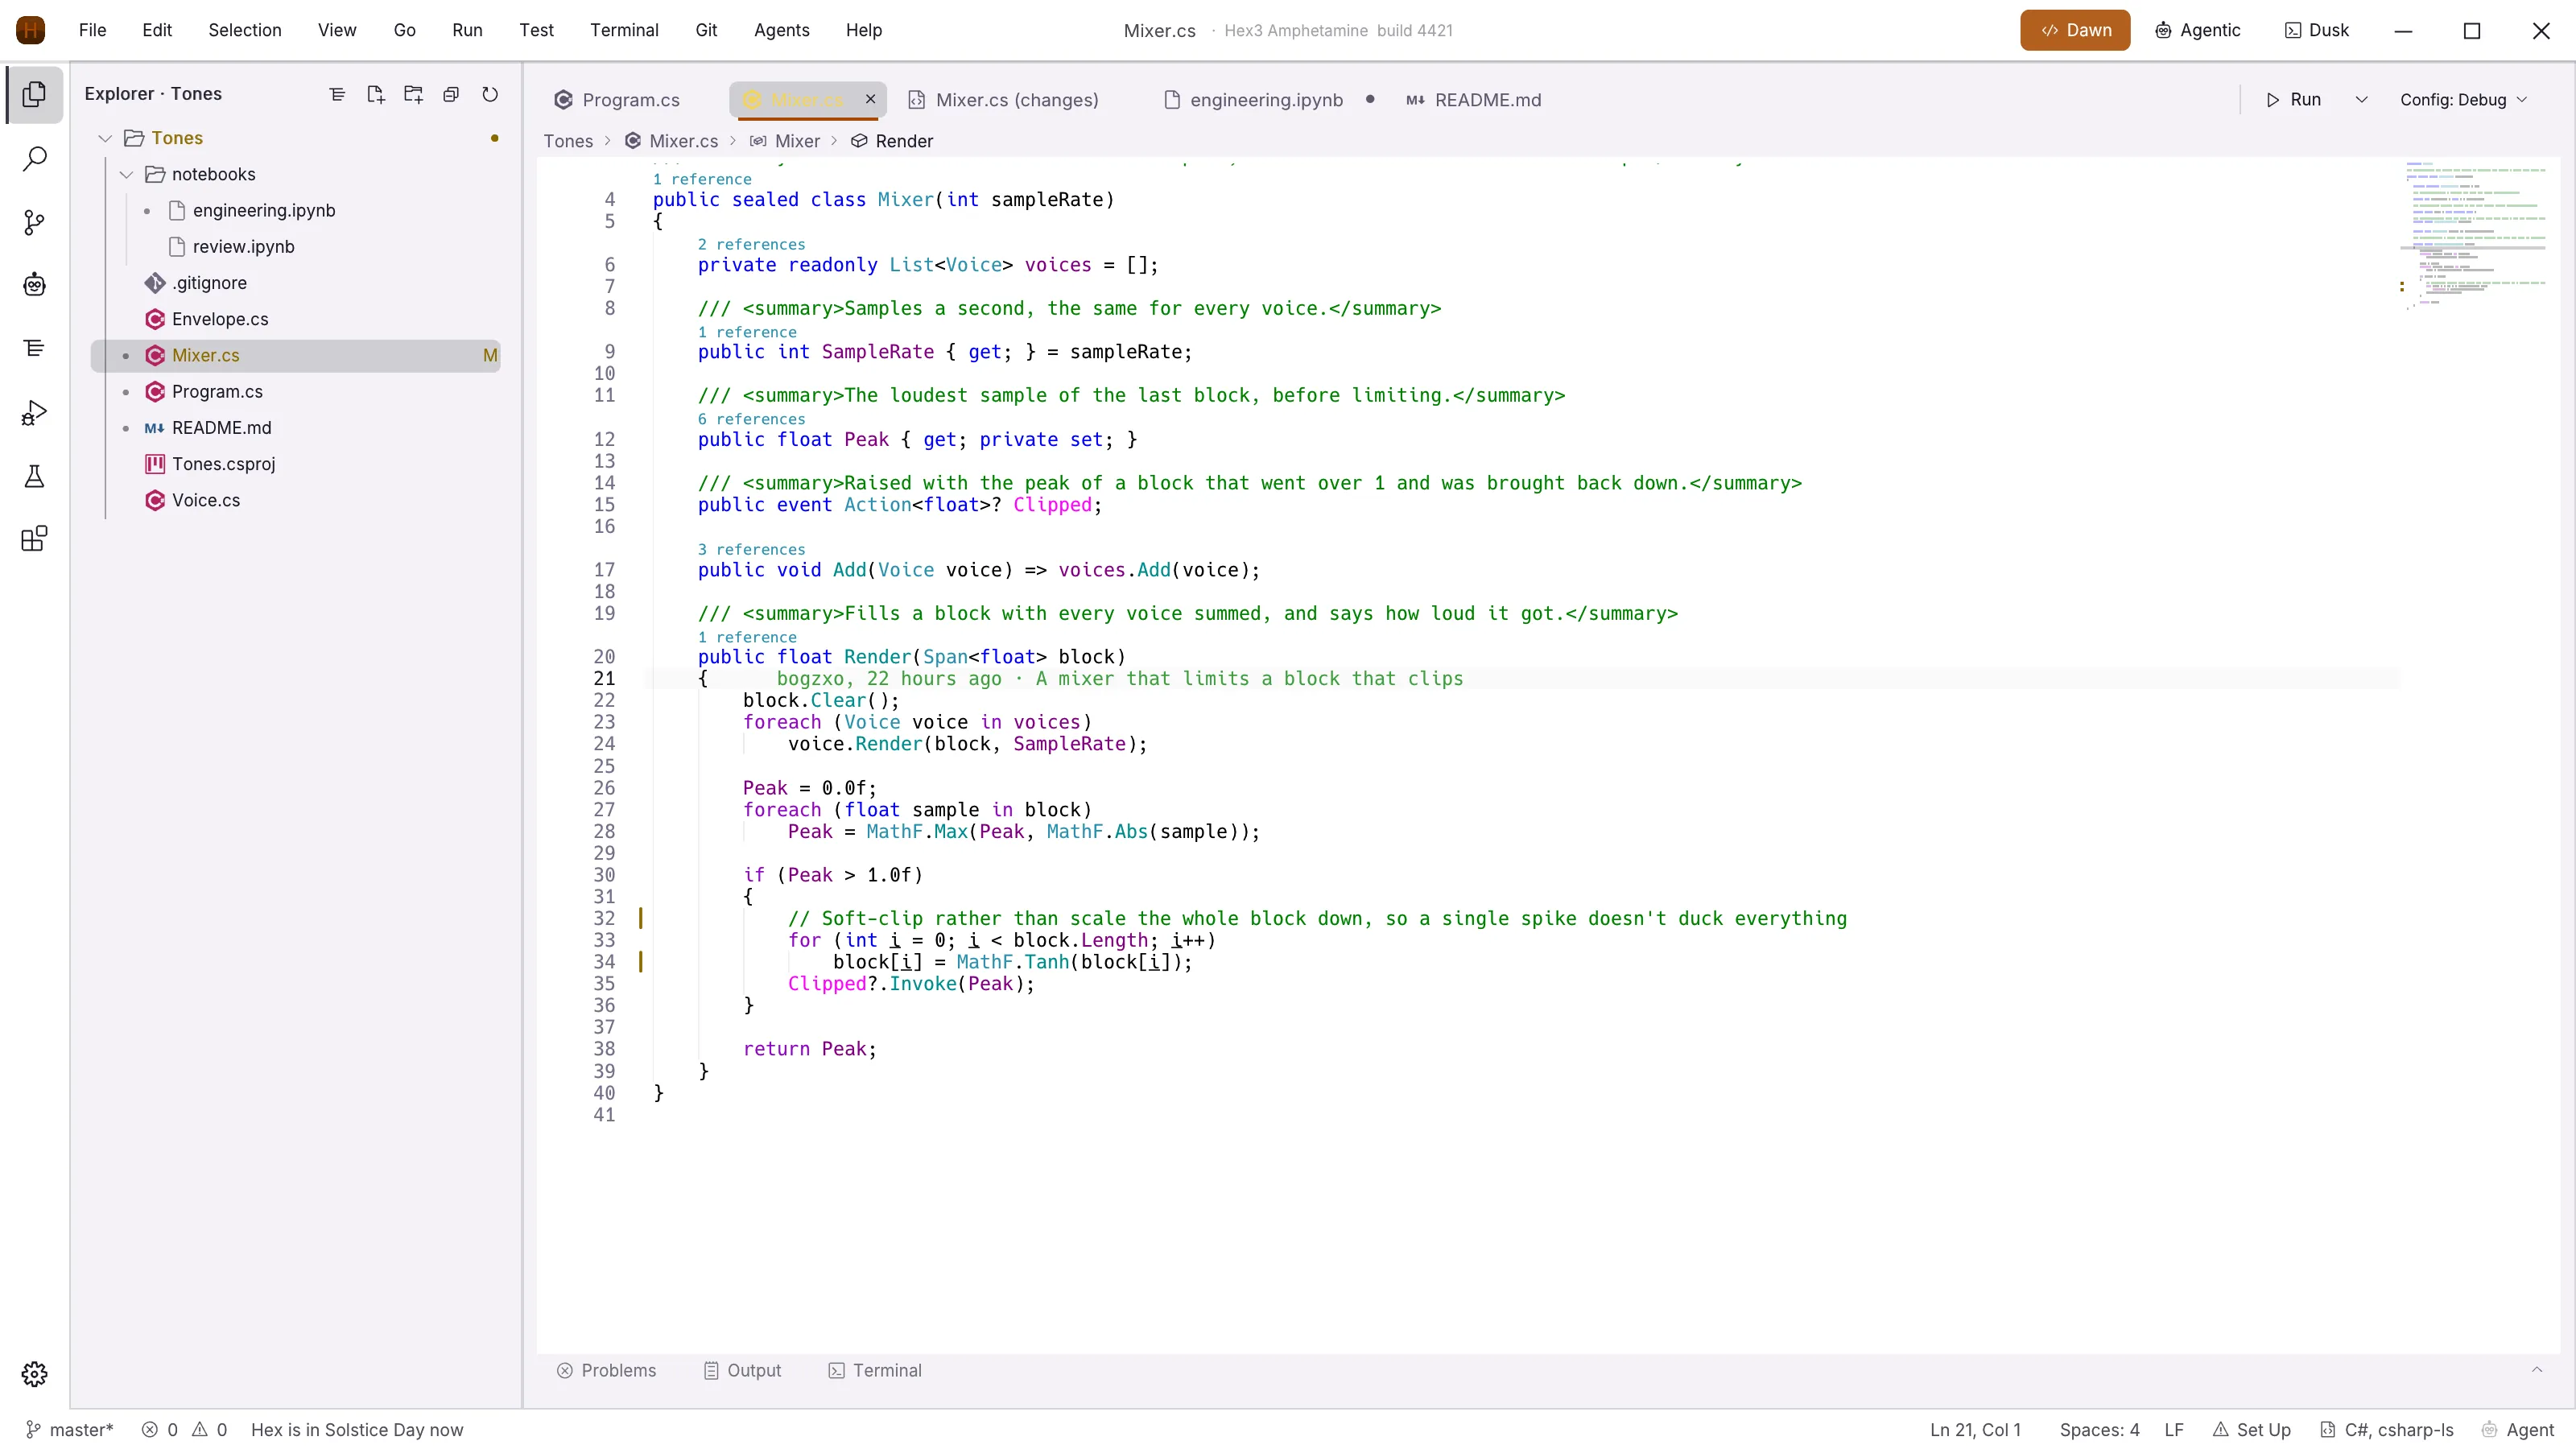 H File Edit Selection View Go Run Test Terminal Git Agents Help Mixer.cs · Hex3 Amphetamine build 4421 Dawn Agentic Dusk
Explorer · Tones
Tones
notebooks
engineering.ipynb
review.ipynb
.gitignore
Envelope.cs
Mixer.cs M
Program.cs
README.md
Tones.csproj
Voice.cs
Program.cs Mixer.cs Mixer.cs (changes) engineering.ipynb README.md Run Config: Debug
Tones Mixer.cs Mixer Render
1 reference
4 public sealed class Mixer(int sampleRate)
5 {
2 references
6 private readonly List<Voice> voices = [];
7
8 /// <summary>Samples a second, the same for every voice.</summary>
1 reference
9 public int SampleRate { get; } = sampleRate;
10
11 /// <summary>The loudest sample of the last block, before limiting.</summary>
6 references
12 public float Peak { get; private set; }
13
14 /// <summary>Raised with the peak of a block that went over 1 and was brought back down.</summary>
15 public event Action<float>? Clipped;
16
3 references
17 public void Add(Voice voice) => voices.Add(voice);
18
19 /// <summary>Fills a block with every voice summed, and says how loud it got.</summary>
1 reference
20 public float Render(Span<float> block)
21 { bogzxo, 22 hours ago · A mixer that limits a block that clips
22 block.Clear();
23 foreach (Voice voice in voices)
24 voice.Render(block, SampleRate);
25
26 Peak = 0.0f;
27 foreach (float sample in block)
28 Peak = MathF.Max(Peak, MathF.Abs(sample));
29
30 if (Peak > 1.0f)
31 {
32 // Soft-clip rather than scale the whole block down, so a single spike doesn't duck everything
33 for (int i = 0; i < block.Length; i++)
34 block[i] = MathF.Tanh(block[i]);
35 Clipped?.Invoke(Peak);
36 }
37
38 return Peak;
39 }
40 }
41
Problems Output Terminal
master* 0 0 Hex is in Solstice Day now Ln 21, Col 1 Spaces: 4 LF Set Up C#, csharp-ls Agent